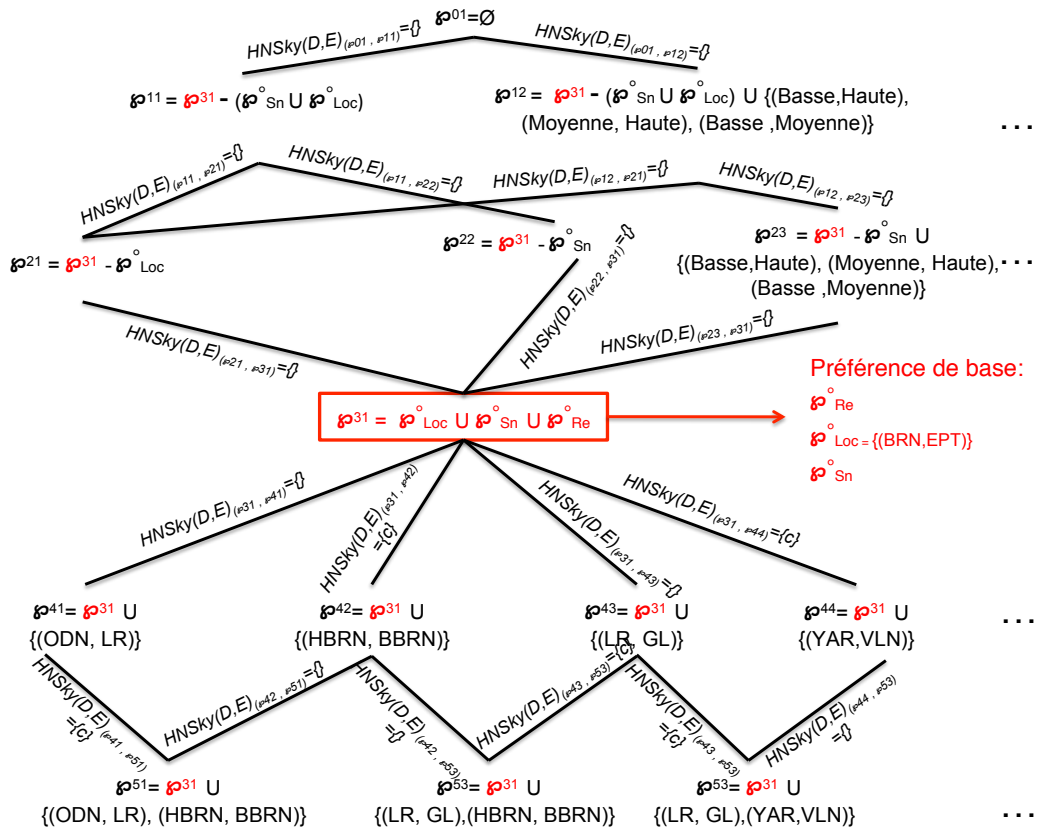 ℘01=Ø
HNSky(D,E)(℘01 , ℘11)={}
HNSky(D,E)(℘01 , ℘12)={}
℘11 = ℘31 - (℘°Sn U ℘°Loc)
℘12 = ℘31 - (℘°Sn U ℘°Loc) U {(Basse,Haute),
(Moyenne, Haute), (Basse ,Moyenne)}
...
HNSky(D,E)(℘11 , ℘21)={}
HNSky(D,E)(℘11 , ℘22)={}
HNSky(D,E)(℘12 , ℘21)={}
HNSky(D,E)(℘12 , ℘23)={}
℘21 = ℘31 - ℘°Loc
℘22 = ℘31 - ℘°Sn
℘23 = ℘31 - ℘°Sn U
{(Basse,Haute), (Moyenne, Haute),
(Basse ,Moyenne)}
...
HNSky(D,E)(℘21 , ℘31)={}
HNSky(D,E)(℘22 , ℘31)={}
HNSky(D,E)(℘23 , ℘31)={}
℘31 = ℘°Loc U ℘°Sn U ℘°Re
Préférence de base:
℘°Re
℘°Loc = {(BRN,EPT)}
℘°Sn
HNSky(D,E)(℘31 , ℘41)={}
HNSky(D,E)(℘31 , ℘42)
={c}
HNSky(D,E)(℘31 , ℘43)={}
HNSky(D,E)(℘31 , ℘44)={c}
℘41= ℘31 U
{(ODN, LR)}
℘42= ℘31 U
{(HBRN, BBRN)}
℘43= ℘31 U
{(LR, GL)}
℘44= ℘31 U
{(YAR,VLN)}
...
HNSky(D,E)(℘41 , ℘51)
={c}
HNSky(D,E)(℘42 , ℘51)={}
HNSky(D,E)(℘42 , ℘53)
={}
HNSky(D,E)(℘43 , ℘53)={c}
HNSky(D,E)(℘43 , ℘53)
={c}
HNSky(D,E)(℘44 , ℘53)
={}
℘51= ℘31 U
{(ODN, LR), (HBRN, BBRN)}
℘53= ℘31 U
{(LR, GL),(HBRN, BBRN)}
℘53= ℘31 U
{(LR, GL),(YAR,VLN)}
...